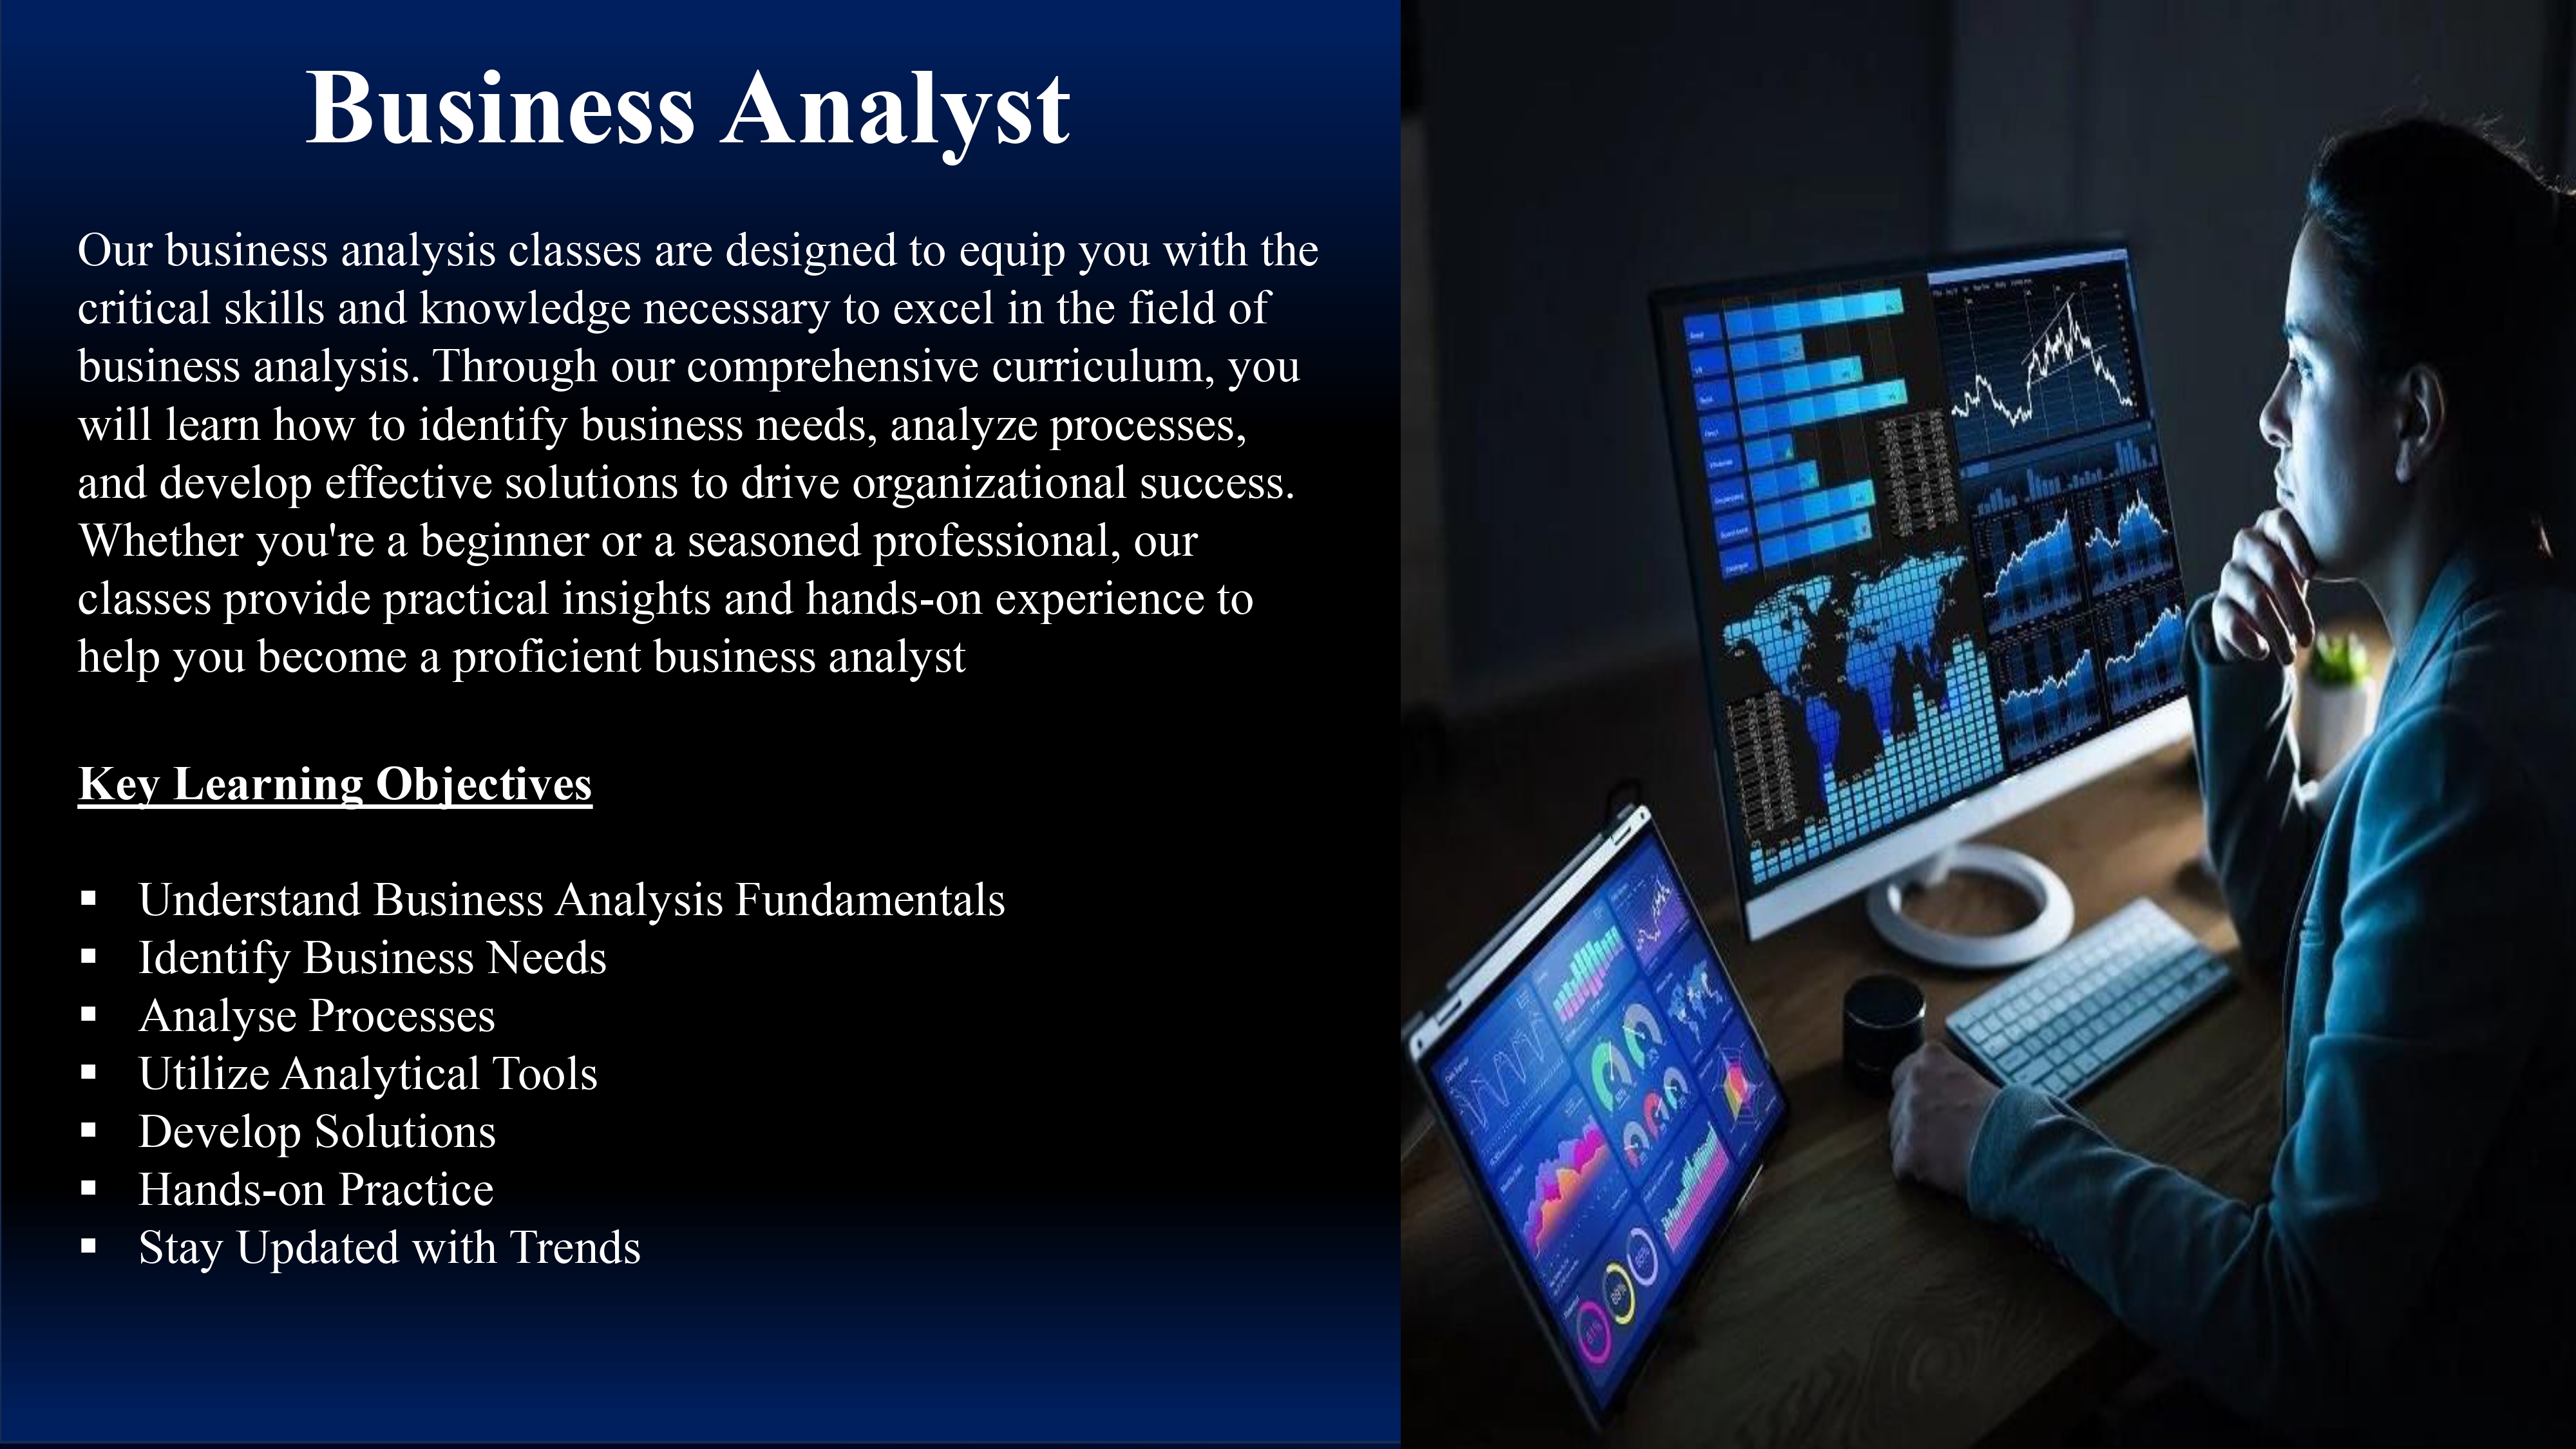 Business Analyst
Our business analysis classes are designed to equip you with the
critical skills and knowledge necessary to excel in the field of
business analysis. Through our comprehensive curriculum, you
will learn how to identify business needs, analyze processes,
and develop effective solutions to drive organizational success.
Whether you're a beginner or a seasoned professional, our
classes provide practical insights and hands-on experience to
help you become a proficient business analyst
Key Learning Objectives
▪ Understand Business Analysis Fundamentals
▪ Identify Business Needs
▪ Analyse Processes
▪ Utilize Analytical Tools
▪ Develop Solutions
▪ Hands-on Practice
▪ Stay Updated with Trends